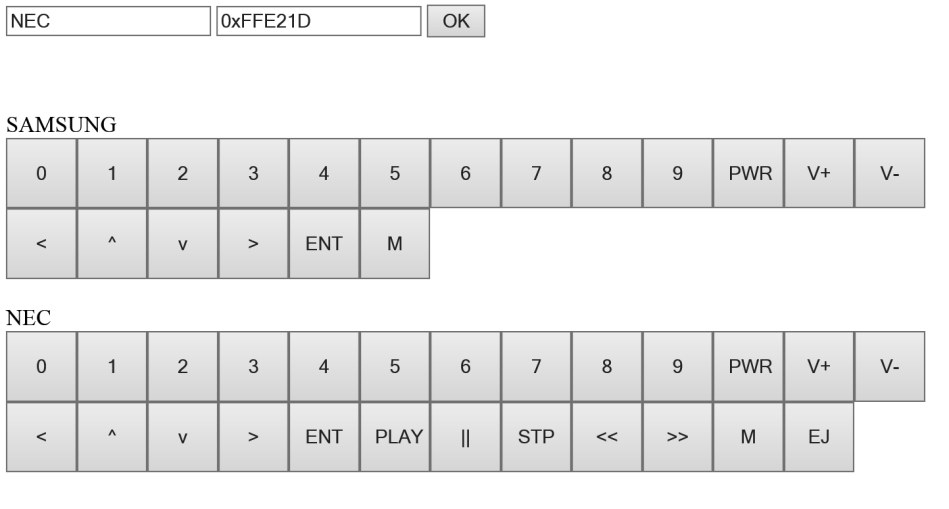 NEC 0xFFE21D OK
SAMSUNG
0 1 2 3 4 5 6 7 8 9 PWR V+ V-
< ^ v > ENT M
NEC
0 1 2 3 4 5 6 7 8 9 PWR V+ V-
< ^ v > ENT PLAY || STP << >> M EJ